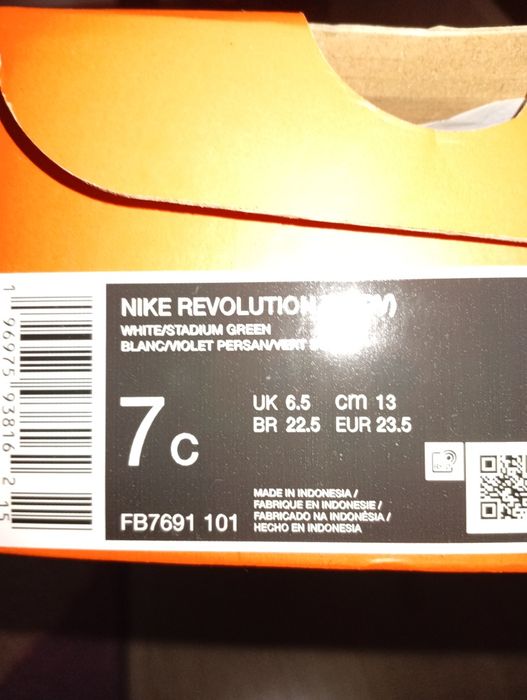 NIKE REVOLUTION
WHITE/STADIUM GREEN
BLANC/VIOLET PERSAN/VERT
7C
UK 6.5 cm 13
BR 22.5 EUR 23.5
FB7691 101
MADE IN INDONESIA /
FABRIQUE EN INDONESIE /
FABRICADO NA INDONÉSIA /
HECHO EN INDONESIA
1 96975 93816 2